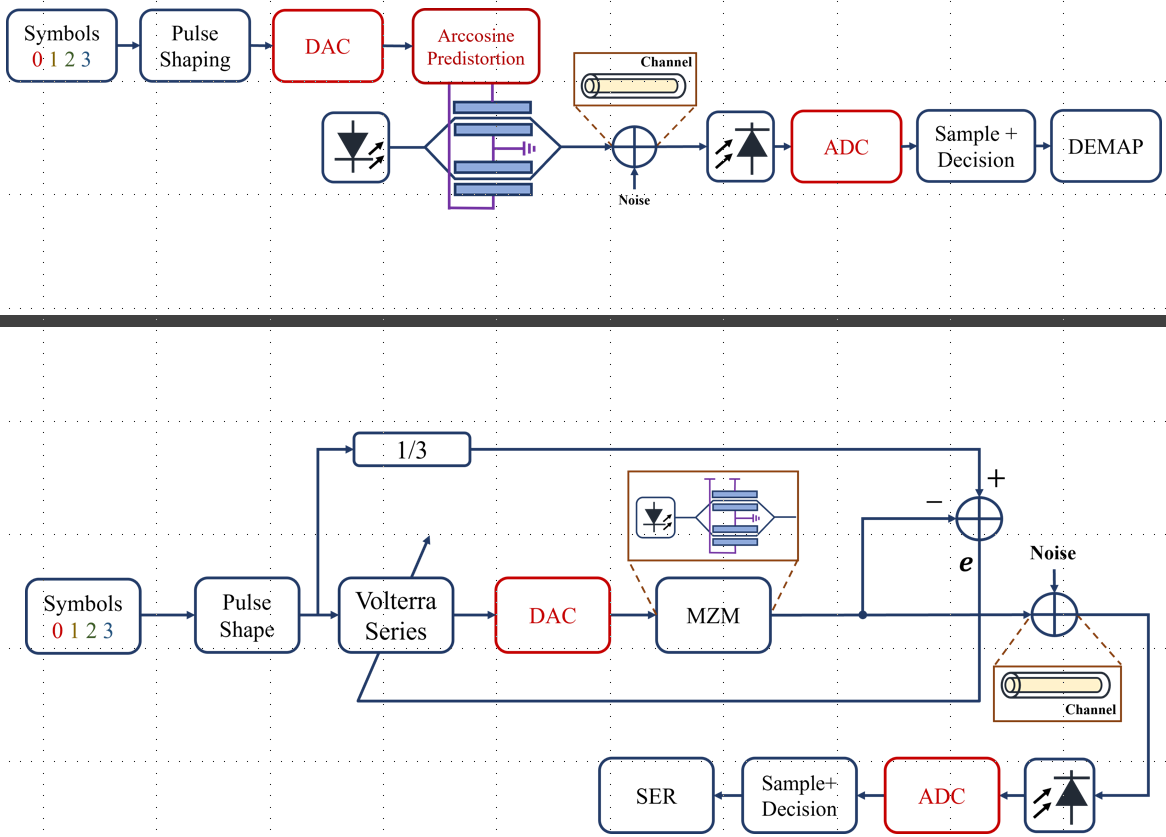 Symbols
0 1 2 3
Pulse
Shaping
DAC
Arccosine
Predistortion
Channel
Noise
ADC
Sample +
Decision
DEMAP
1/3
+
−
e
Noise
Symbols
0 1 2 3
Pulse
Shape
Volterra
Series
DAC
MZM
Channel
SER
Sample+
Decision
ADC